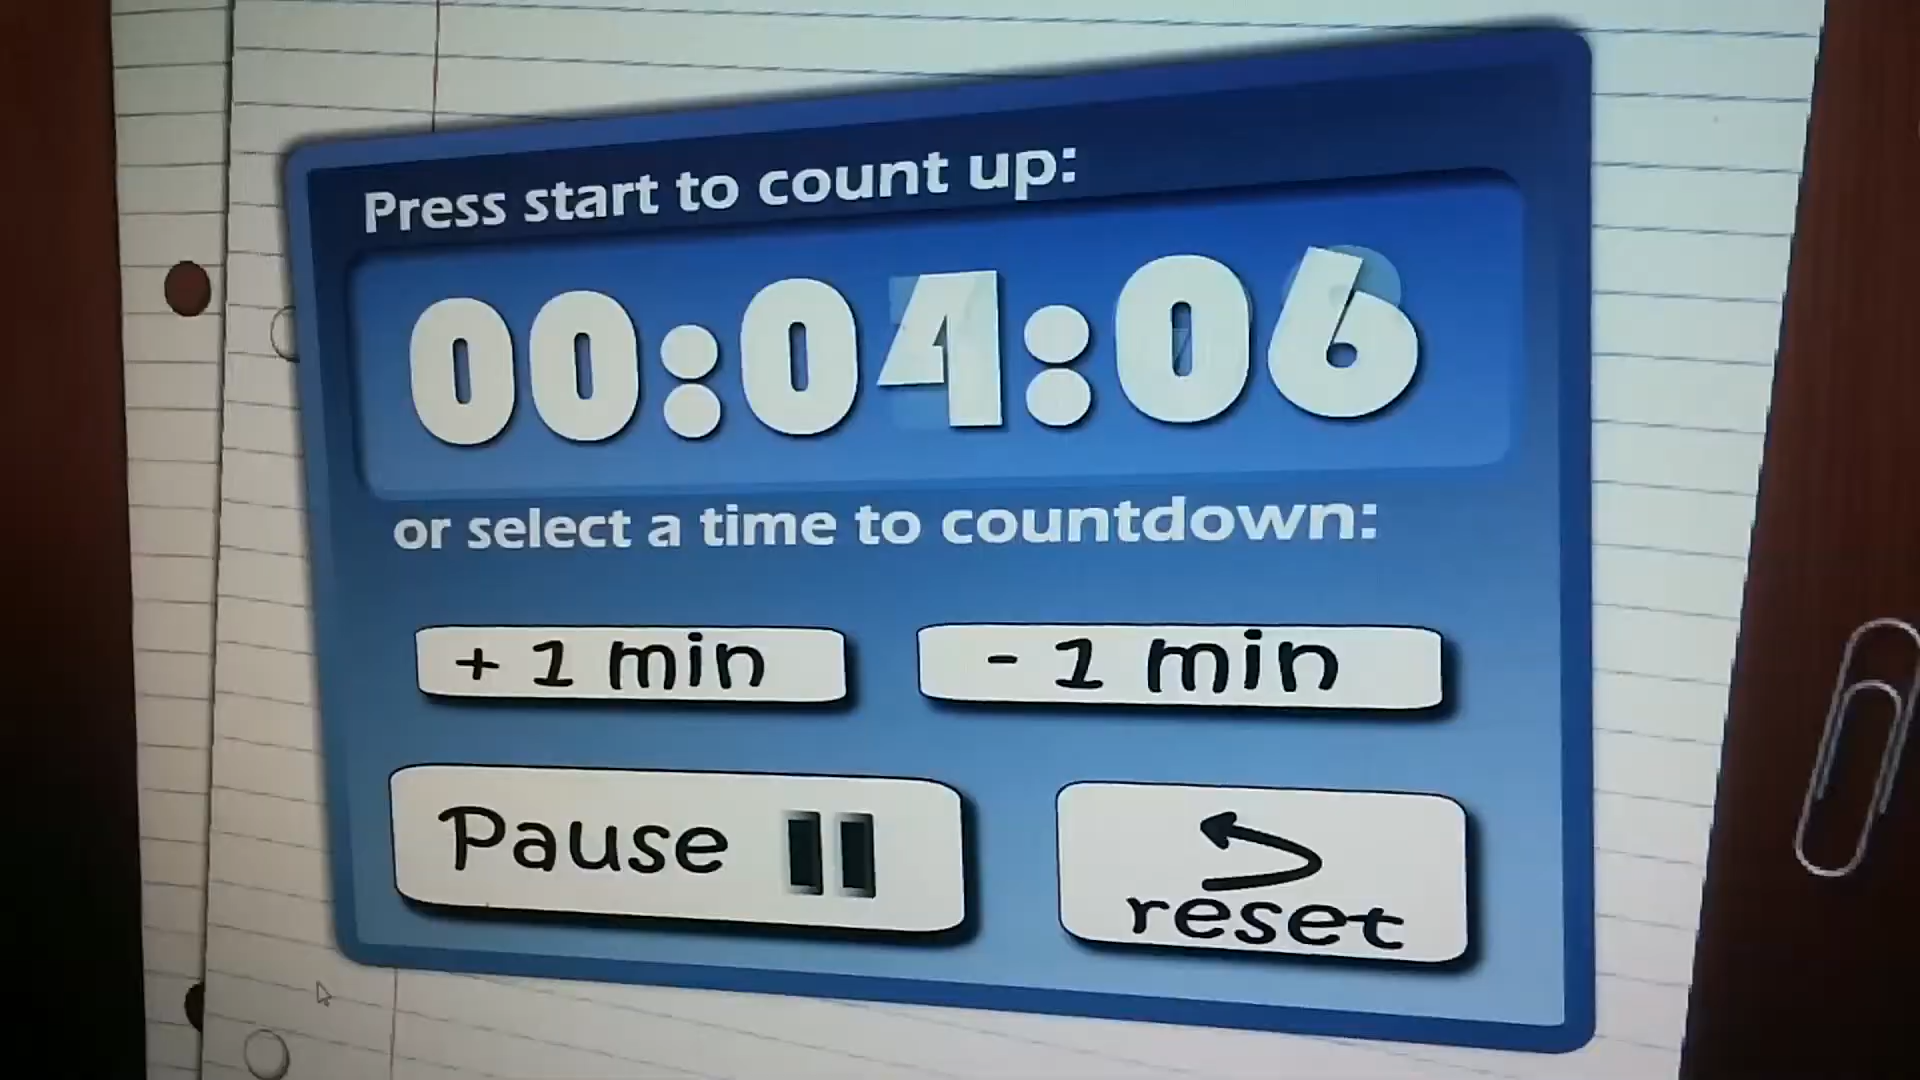 Press start to count up:
00:04:06
or select a time to countdown:
+ 1 min - 1 min
Pause
reset